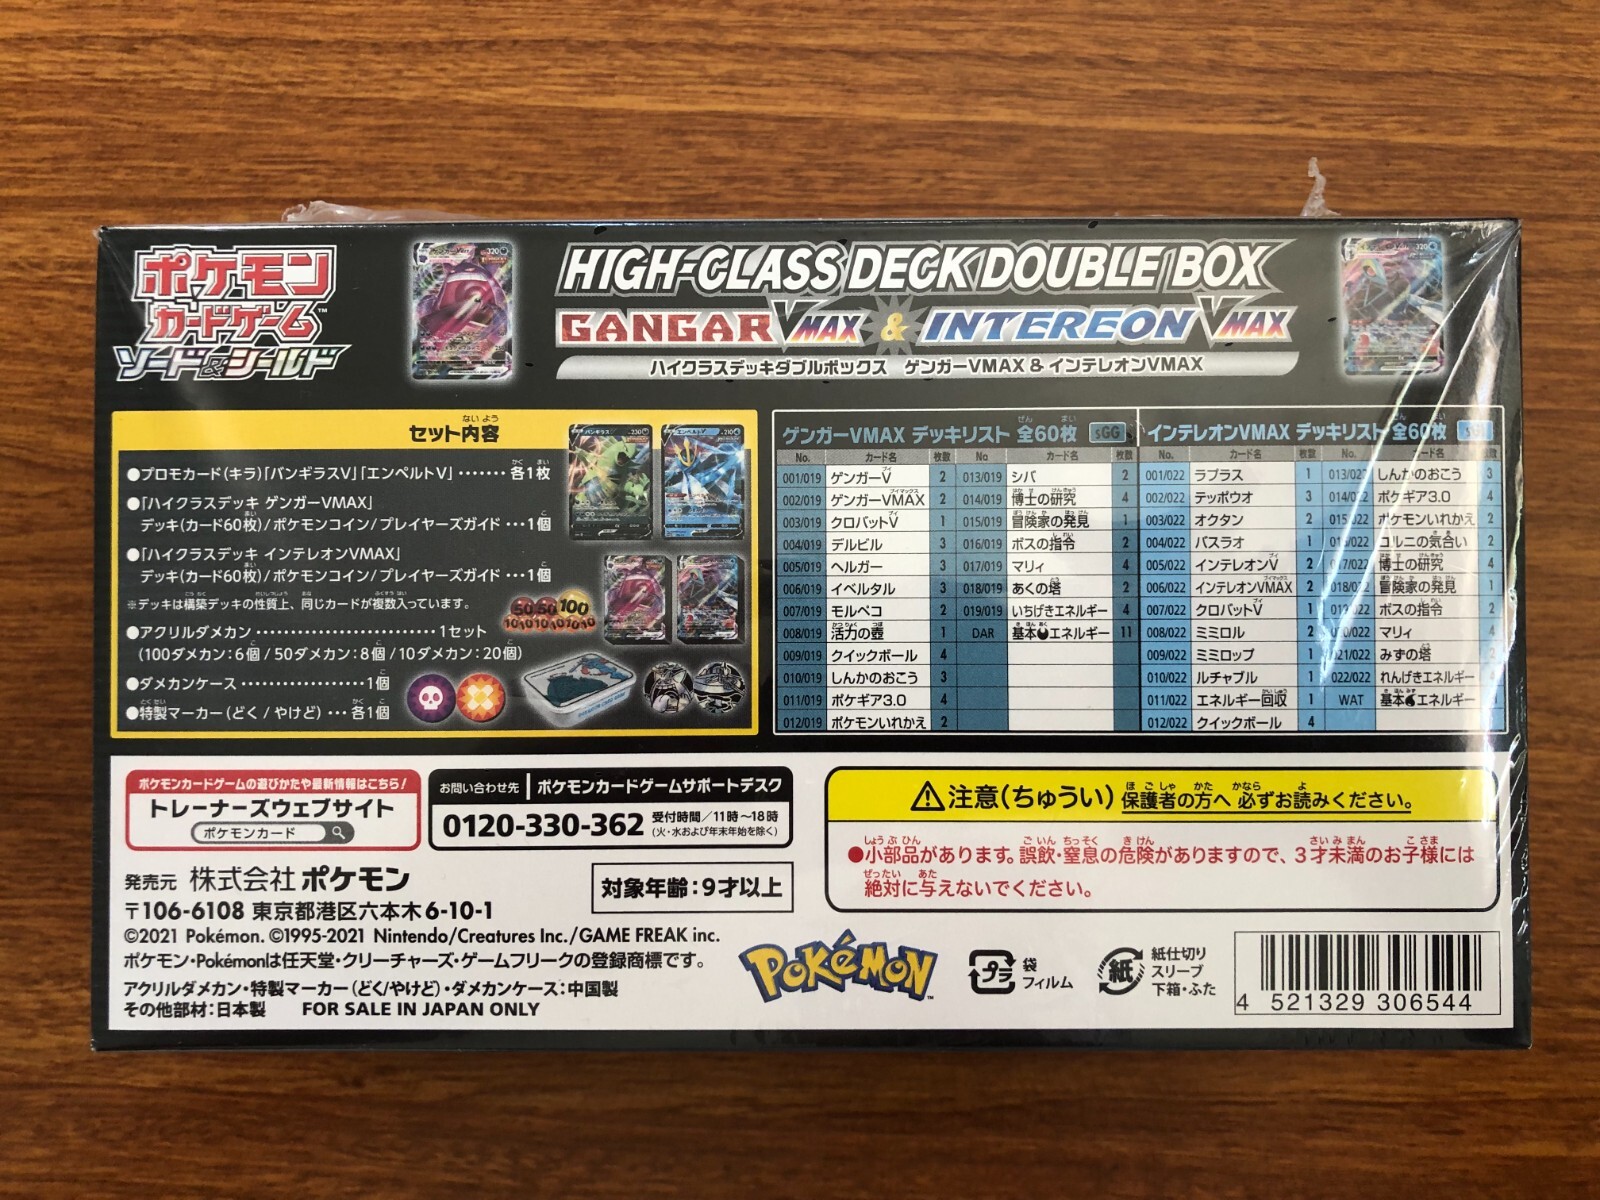 ポケモン
カードゲーム™
ソード&シールド
HIGH-CLASS DECK DOUBLE BOX
GANGAR VMAX & INTEREON VMAX
ハイクラスデッキダブルボックス ゲンガーVMAX & インテレオンVMAX
セット内容
●プロモカード(キラ)「バンギラスV」「エンペルトV」 ······· 各1枚
●「ハイクラスデッキ ゲンガーVMAX」
デッキ(カード60枚)/ポケモンコイン/プレイヤーズガイド ··· 1個
●「ハイクラスデッキ インテレオンVMAX」
デッキ(カード60枚)/ポケモンコイン/プレイヤーズガイド ··· 1個
※デッキは構築デッキの性質上、同じカードが複数入っています。
●アクリルダメカン ························· 1セット
(100ダメカン:6個/50ダメカン:8個/10ダメカン:20個)
●ダメカンケース ················· 1個
●特製マーカー(どく/やけど) ··· 各1個
ゲンガーVMAX デッキリスト 全60枚 sGG
No. カード名 枚数 No. カード名 枚数
001/019 ゲンガーV 2 013/019 シバ 2
002/019 ゲンガーVMAX 2 014/019 博士の研究 4
003/019 クロバットV 1 015/019 冒険家の発見 1
004/019 デルビル 3 016/019 ボスの指令 2
005/019 ヘルガー 3 017/019 マリィ 4
006/019 イベルタル 3 018/019 あくの塔 2
007/019 モルペコ 2 019/019 いちげきエネルギー 4
008/019 活力の壺 1 DAR 基本エネルギー 11
009/019 クイックボール 4
010/019 しんかのおこう 3
011/019 ポケギア3.0 4
012/019 ポケモンいれかえ 2
インテレオンVMAX デッキリスト 全60枚
No. カード名 枚数 No. カード名 枚数
001/022 ラプラス 1 013/022 しんかのおこう 3
002/022 テッポウオ 3 014/022 ポケギア3.0 4
003/022 オクタン 2 015/022 ポケモンいれかえ 2
004/022 バスラオ 1 016/022 コルニの気合い 2
005/022 インテレオンV 2 017/022 博士の研究 4
006/022 インテレオンVMAX 2 018/022 冒険家の発見 1
007/022 クロバットV 1 019/022 ボスの指令 2
008/022 ミミロル 2 020/022 マリィ 4
009/022 ミミロップ 2 021/022 みずの塔 2
010/022 ルチャブル 1 022/022 れんげきエネルギー 4
011/022 エネルギー回収 1 WAT 基本エネルギー
012/022 クイックボール 4
ポケモンカードゲームの遊びかたや最新情報はこちら!
トレーナーズウェブサイト
ポケモンカード
お問い合わせ先 ポケモンカードゲームサポートデスク
0120-330-362 受付時間/11時〜18時
(火・水および年末年始を除く)
発売元 株式会社 ポケモン
〒106-6108 東京都港区六本木6-10-1
対象年齢:9才以上
©2021 Pokémon. ©1995-2021 Nintendo/Creatures Inc./GAME FREAK inc.
ポケモン・Pokémonは任天堂・クリーチャーズ・ゲームフリークの登録商標です。
アクリルダメカン・特製マーカー(どく/やけど)・ダメカンケース:中国製
その他部材:日本製 FOR SALE IN JAPAN ONLY
注意(ちゅうい) 保護者の方へ 必ずお読みください。
●小部品があります。誤飲・窒息の危険がありますので、3才未満のお子様には
絶対に与えないでください。
POKéMON™
プラ 袋
フィルム
紙 紙仕切り
スリーブ
下箱・ふた
4 521329 306544